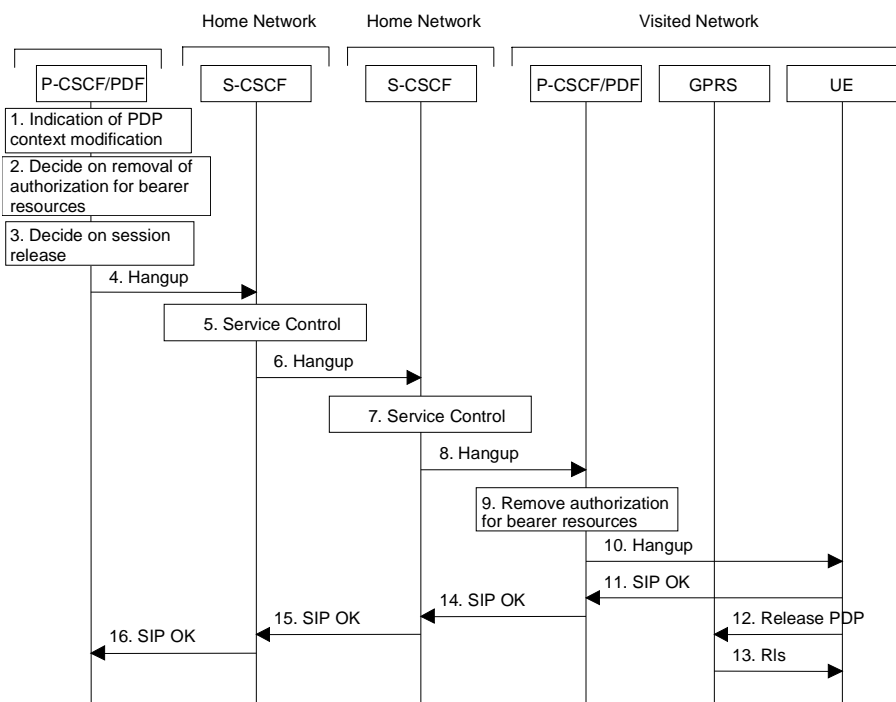 Home Network
Home Network
Visited Network
P-CSCF/PDF
S-CSCF
S-CSCF
P-CSCF/PDF
GPRS
UE
1. Indication of PDP
context modification
2. Decide on removal of
authorization for bearer
resources
3. Decide on session
release
4. Hangup
5. Service Control
6. Hangup
7. Service Control
8. Hangup
9. Remove authorization
for bearer resources
10. Hangup
11. SIP OK
14. SIP OK
15. SIP OK
12. Release PDP
16. SIP OK
13. Rls